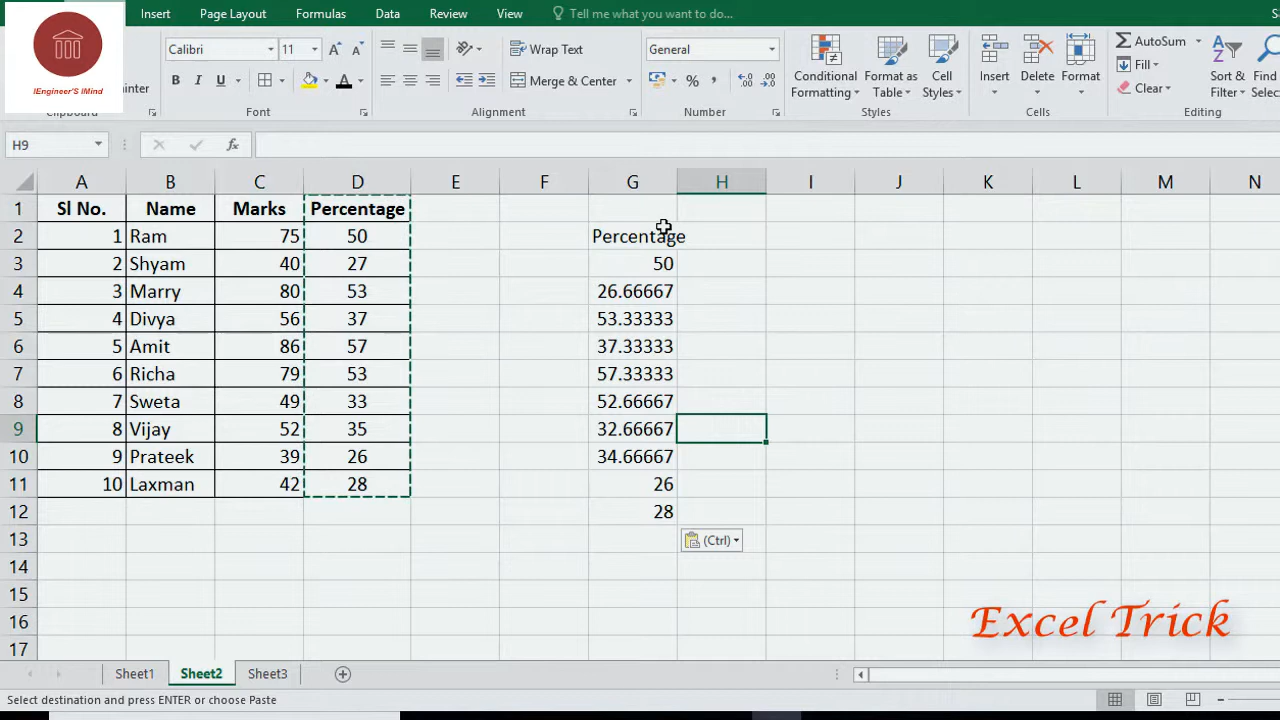 Insert Page Layout Formulas Data Review View Tell me what you want to do...
IEngineer'S IMind
Calibri 11 Wrap Text General AutoSum
Fill
B I U Merge & Center % Conditional Formatting Format as Table Cell Styles Insert Delete Format Clear Sort & Filter
Font Alignment Number Styles Cells Editing
H9 fx
A B C D E F G H I J K L M N
1 Sl No. Name Marks Percentage
2 1 Ram 75 50 Percentage
3 2 Shyam 40 27 50
4 3 Marry 80 53 26.66667
5 4 Divya 56 37 53.33333
6 5 Amit 86 57 37.33333
7 6 Richa 79 53 57.33333
8 7 Sweta 49 33 52.66667
9 8 Vijay 52 35 32.66667
10 9 Prateek 39 26 34.66667
11 10 Laxman 42 28 26
12 28
13 (Ctrl)
14
15
16 Excel Trick
17
Sheet1 Sheet2 Sheet3
Select destination and press ENTER or choose Paste